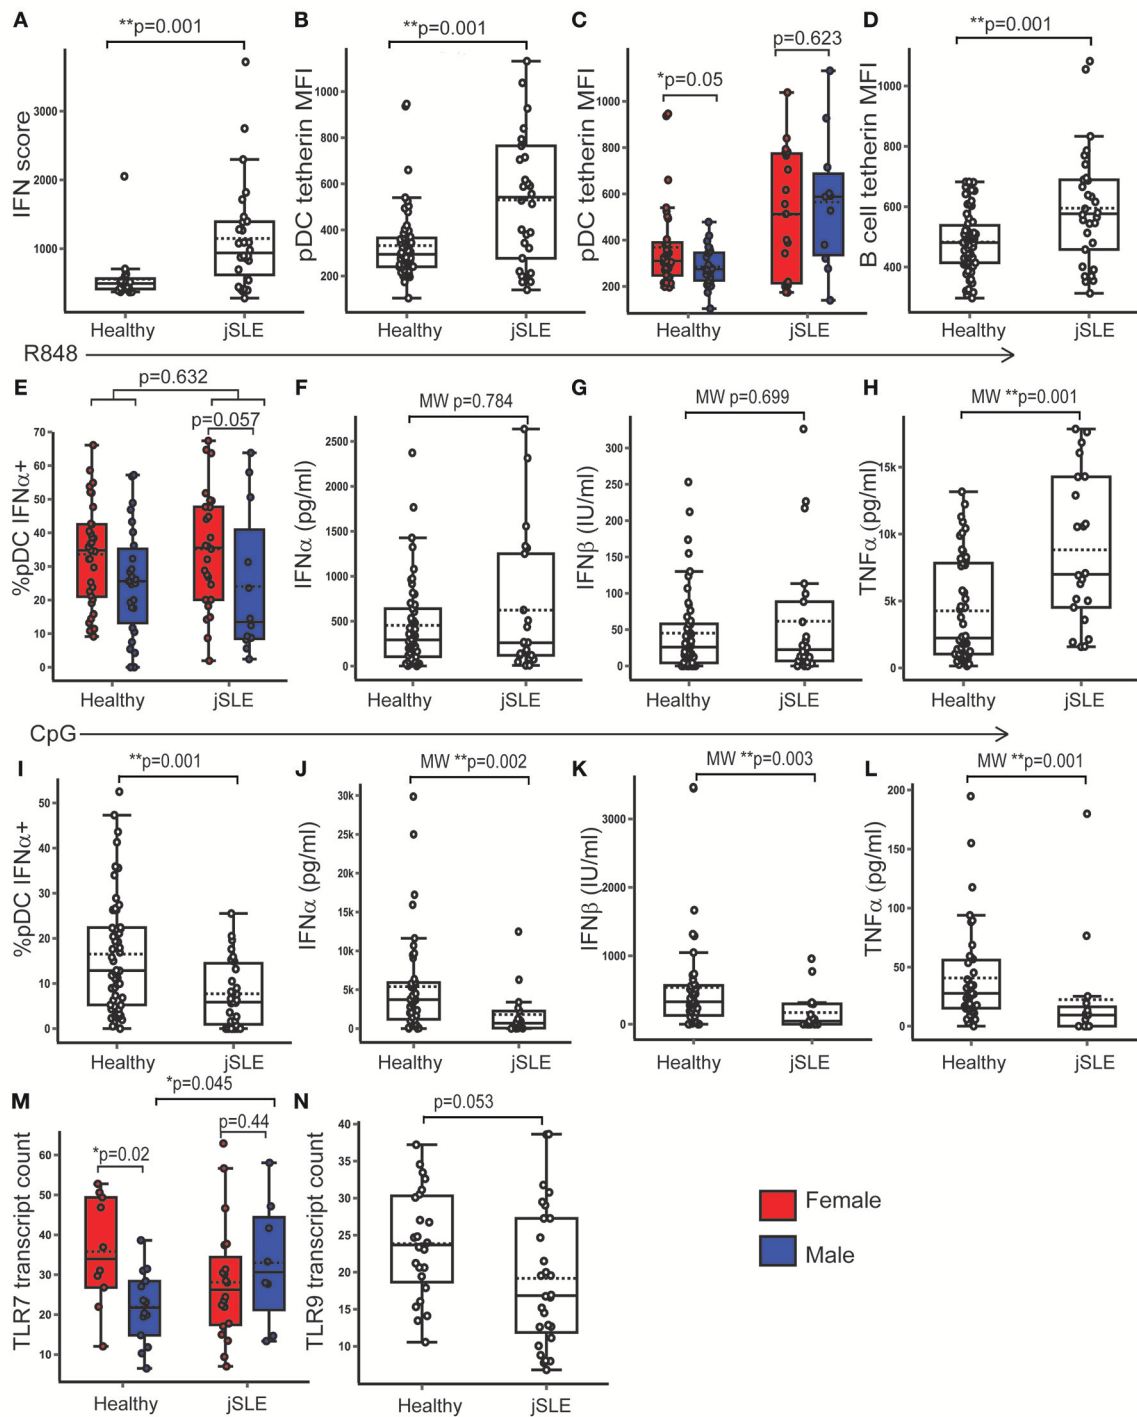 A
**p=0.001
IFN score
3000
2000
1000
Healthy
jSLE
B
**p=0.001
pDC tetherin MFI
1000
800
600
400
200
Healthy
jSLE
C
p=0.623
*p=0.05
pDC tetherin MFI
1000
800
600
400
200
Healthy
jSLE
D
**p=0.001
B cell tetherin MFI
1000
800
600
400
Healthy
jSLE
R848
E
p=0.632
p=0.057
%pDC IFNα+
70
60
50
40
30
20
10
0
Healthy
jSLE
F
MW p=0.784
IFNα (pg/ml)
2500
2000
1500
1000
500
0
Healthy
jSLE
G
MW p=0.699
IFNβ (IU/ml)
300
250
200
150
100
50
0
Healthy
jSLE
H
MW **p=0.001
TNFα (pg/ml)
15k
10k
5k
0
Healthy
jSLE
CpG
I
**p=0.001
%pDC IFNα+
50
40
30
20
10
0
Healthy
jSLE
J
MW **p=0.002
IFNα (pg/ml)
30k
25k
20k
15k
10k
5k
0
Healthy
jSLE
K
MW **p=0.003
IFNβ (IU/ml)
3000
2000
1000
0
Healthy
jSLE
L
MW **p=0.001
TNFα (pg/ml)
200
150
100
50
0
Healthy
jSLE
M
*p=0.045
p=0.44
*p=0.02
TLR7 transcript count
60
50
40
30
20
10
Healthy
jSLE
N
p=0.053
TLR9 transcript count
40
35
30
25
20
15
10
Healthy
jSLE
Female
Male